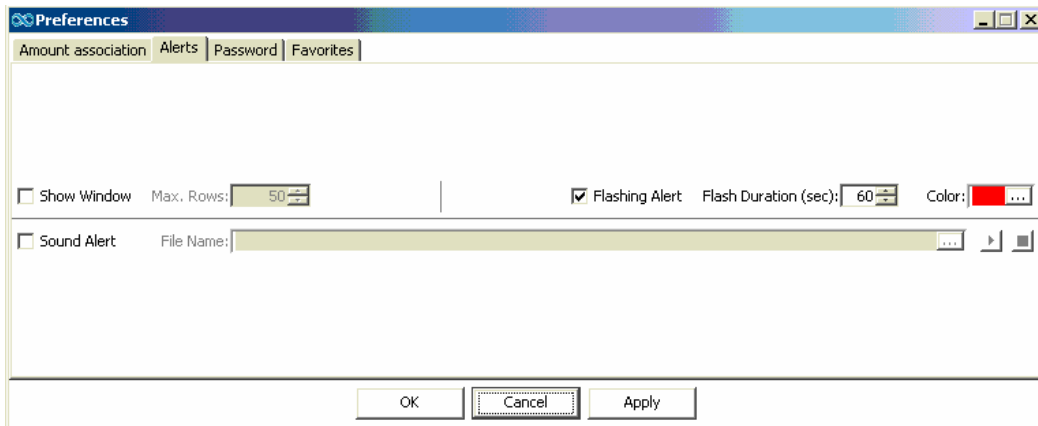 Preferences
Amount association Alerts Password Favorites
Show Window Max. Rows: 50 Flashing Alert Flash Duration (sec): 60 Color: ...
Sound Alert File Name: ...
OK Cancel Apply